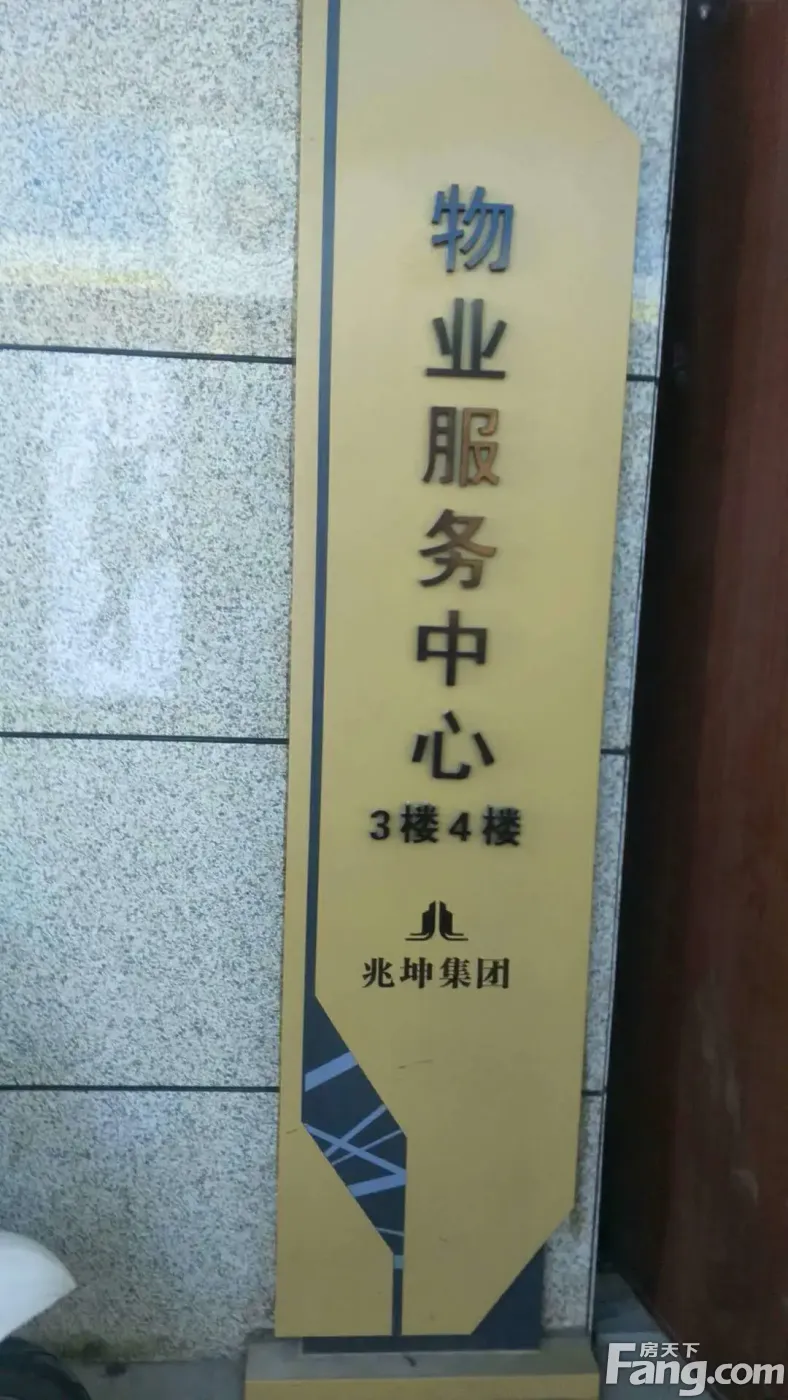 物业服务中心
3楼4楼
兆坤集团
房天下
Fang.com